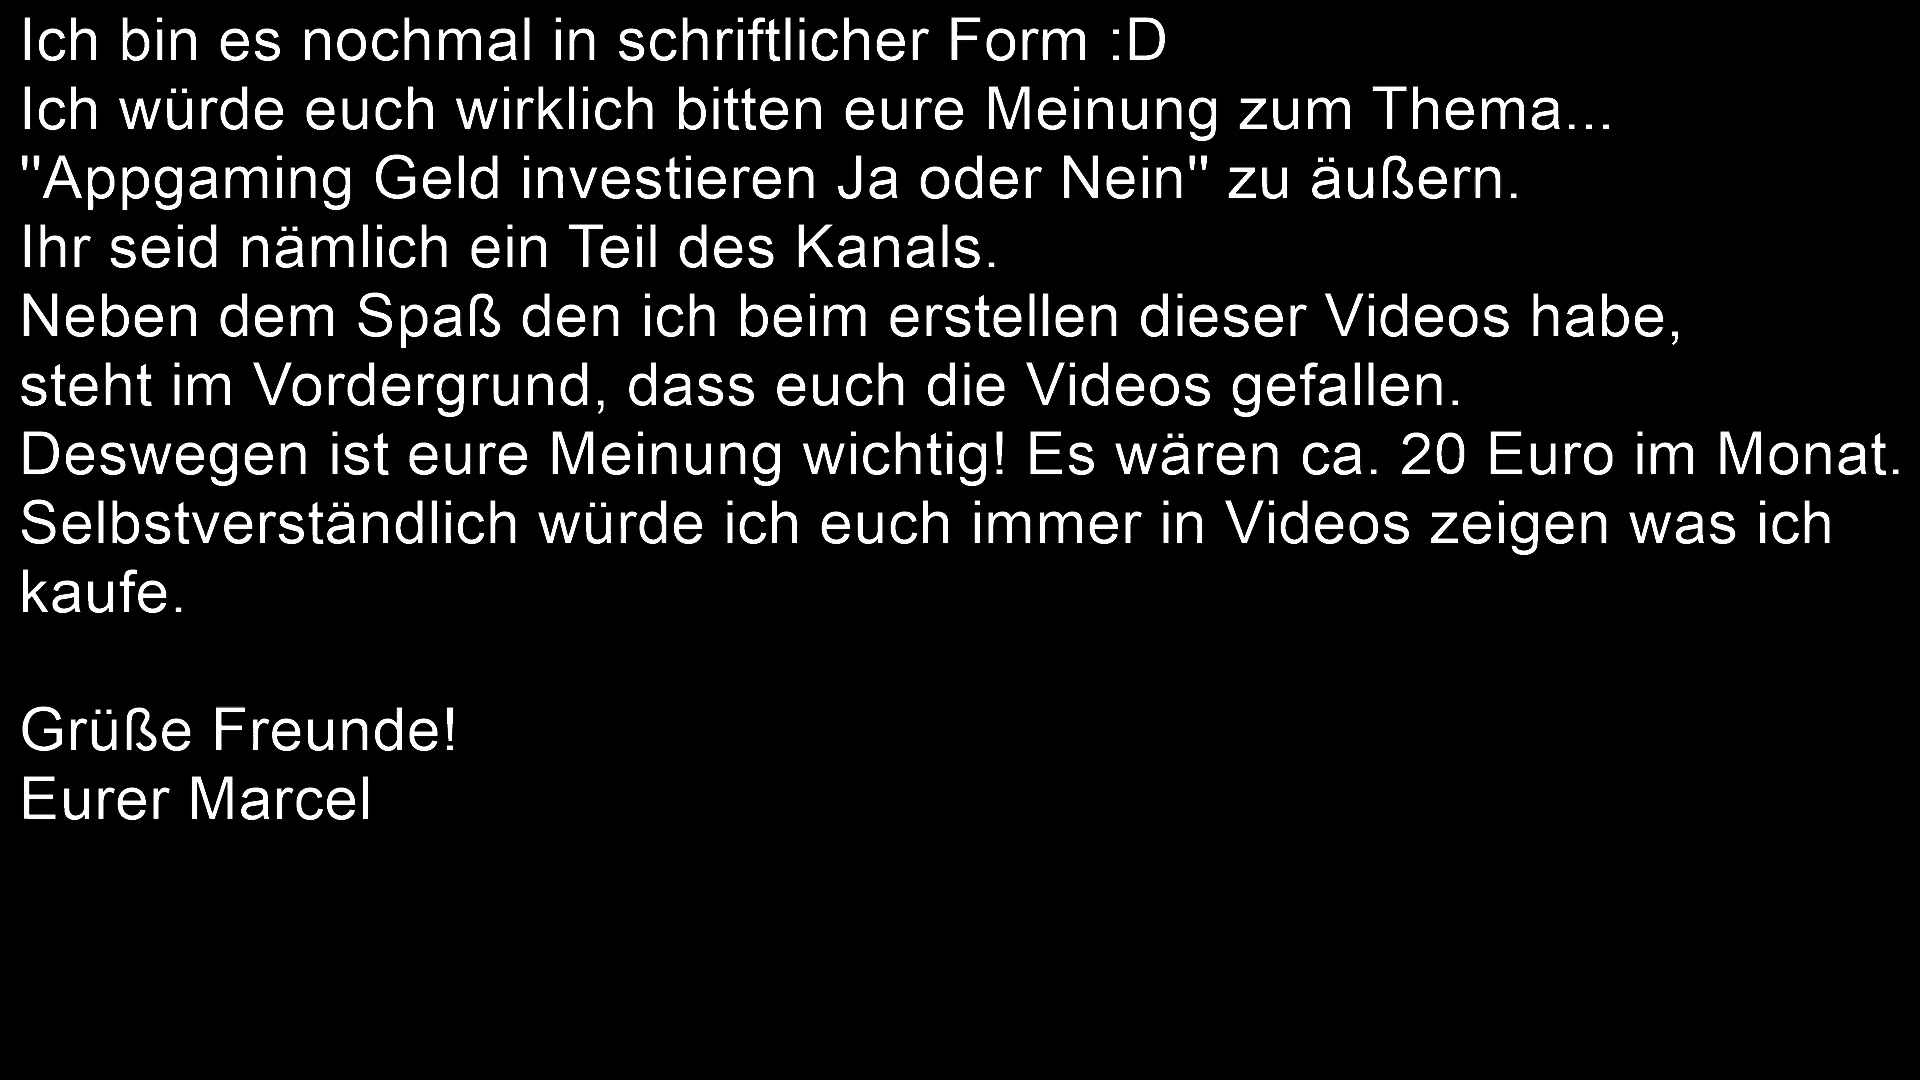 Ich bin es nochmal in schriftlicher Form :D
Ich würde euch wirklich bitten eure Meinung zum Thema...
"Appgaming Geld investieren Ja oder Nein" zu äußern.
Ihr seid nämlich ein Teil des Kanals.
Neben dem Spaß den ich beim erstellen dieser Videos habe,
steht im Vordergrund, dass euch die Videos gefallen.
Deswegen ist eure Meinung wichtig! Es wären ca. 20 Euro im Monat.
Selbstverständlich würde ich euch immer in Videos zeigen was ich
kaufe.
Grüße Freunde!
Eurer Marcel